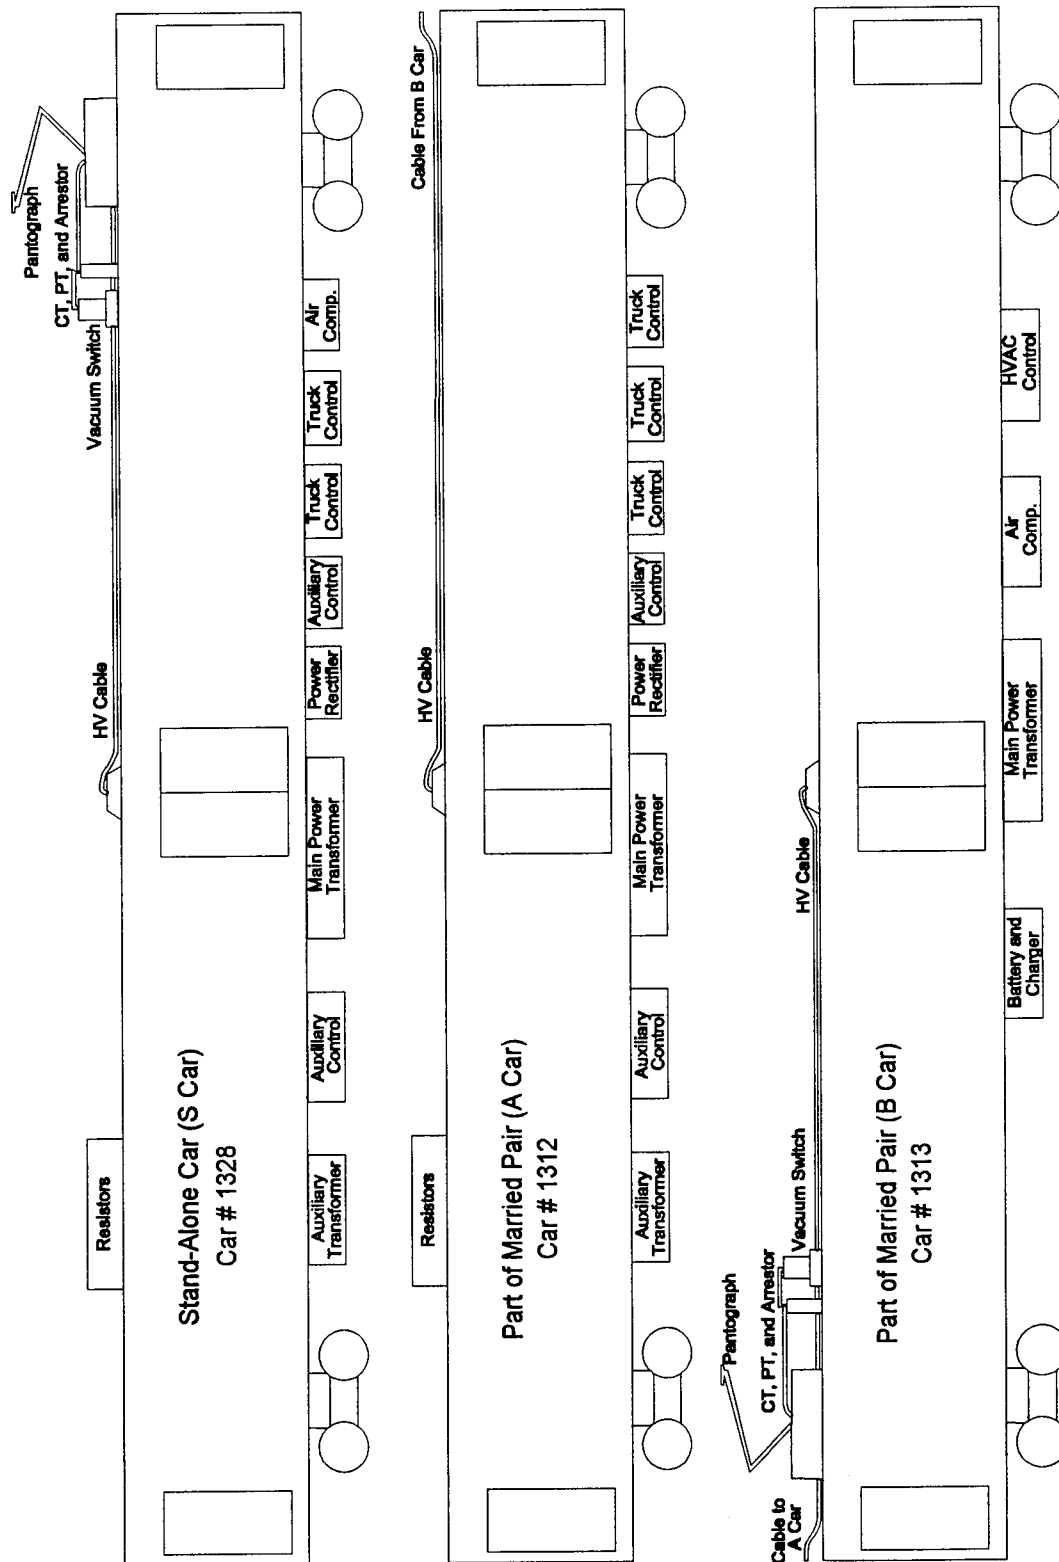 Pantograph
CT, PT, and Arrestor
Vacuum Switch
HV Cable
Resistors
Stand-Alone Car (S Car)
Car # 1328
Auxiliary
Transformer
Auxiliary
Control
Main Power
Transformer
Power
Rectifier
Auxiliary
Control
Truck
Control
Truck
Control
Air
Comp.
Cable From B Car
HV Cable
Resistors
Part of Married Pair (A Car)
Car # 1312
Auxiliary
Transformer
Auxiliary
Control
Main Power
Transformer
Power
Rectifier
Auxiliary
Control
Truck
Control
Truck
Control
Truck
Control
Cable to
A Car
Pantograph
CT, PT, and Arrestor
Vacuum Switch
HV Cable
Part of Married Pair (B Car)
Car # 1313
Battery and
Charger
Main Power
Transformer
Air
Comp.
HVAC
Control